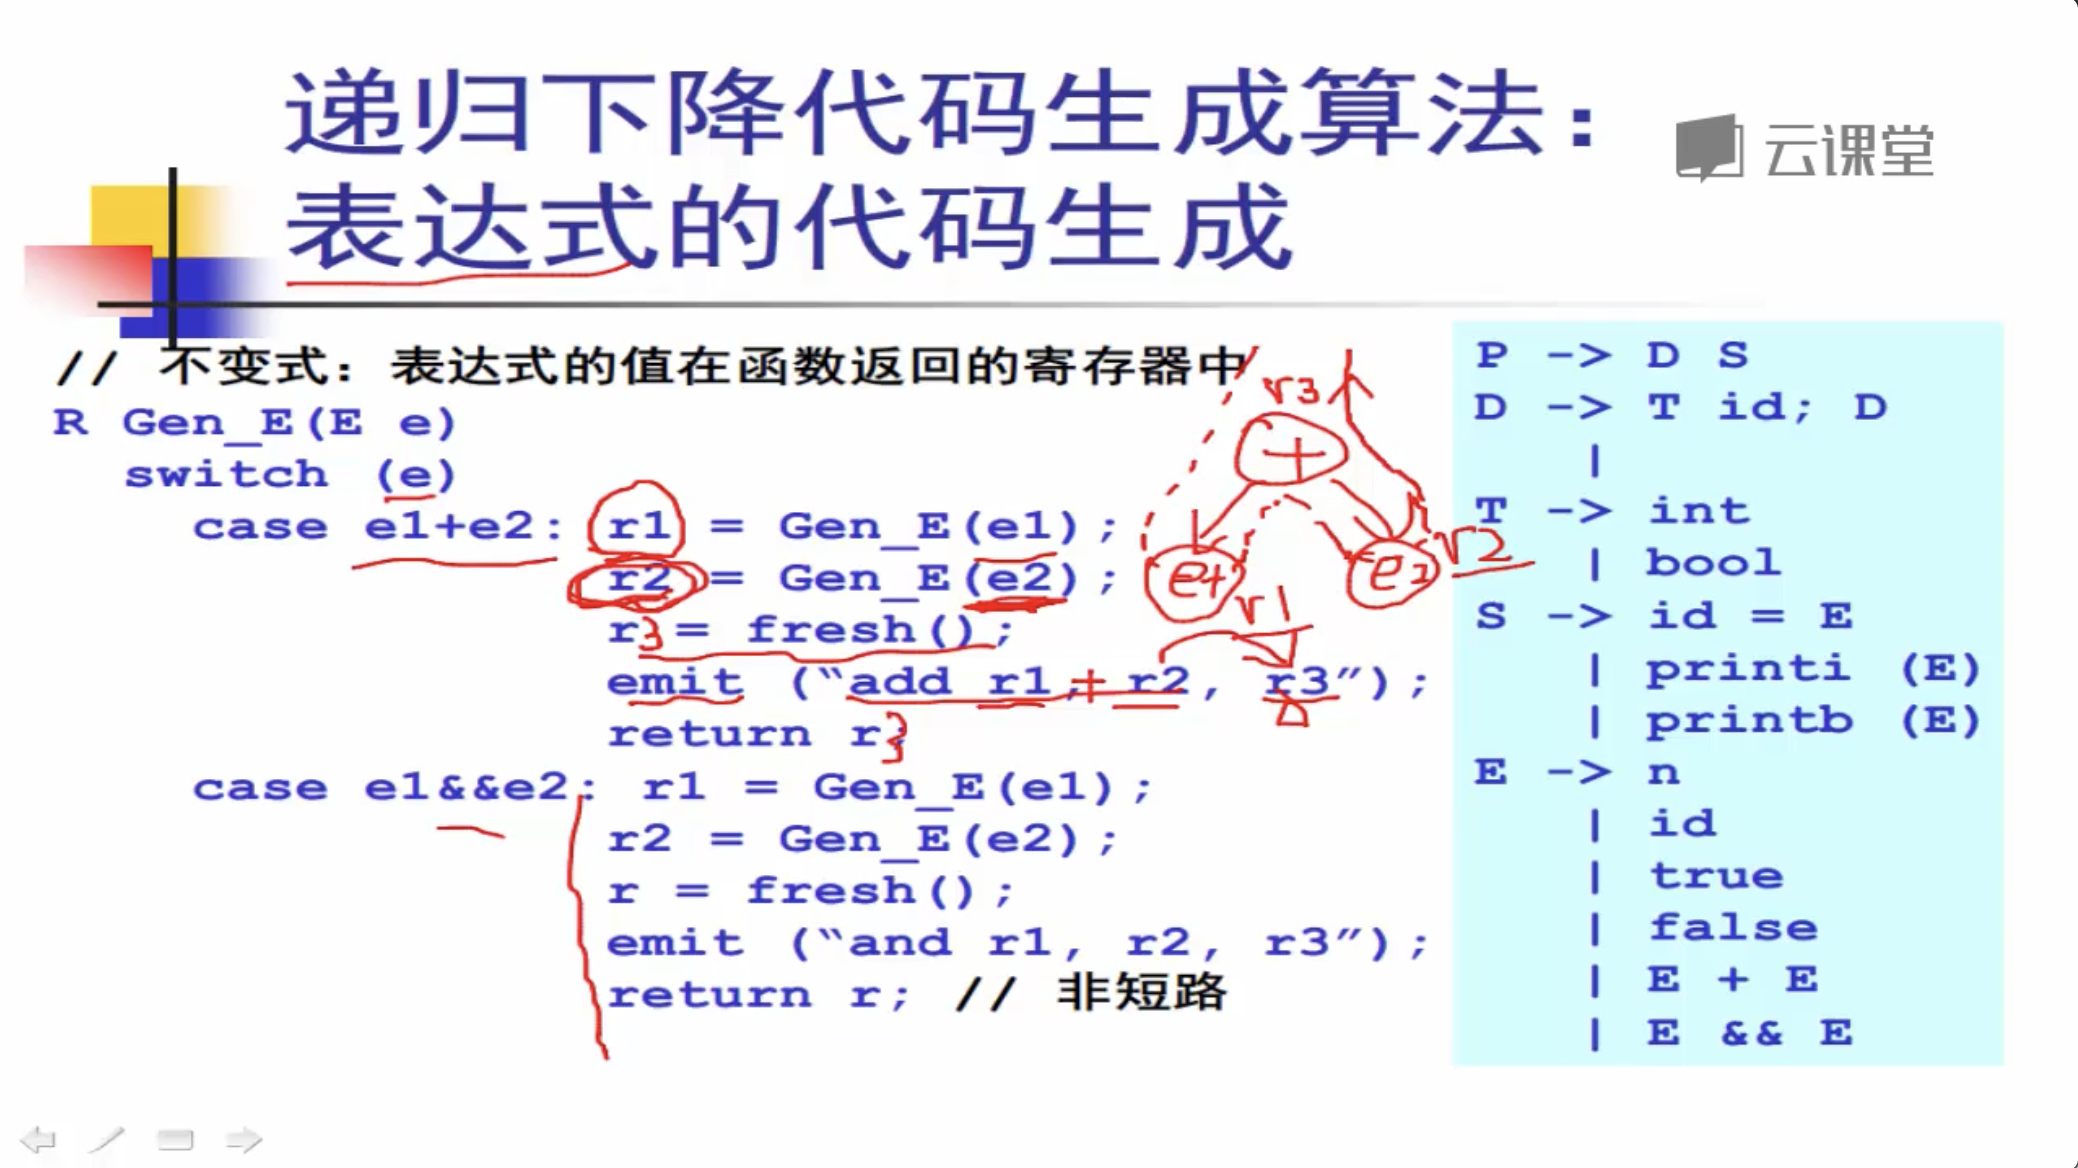 递归下降代码生成算法：
表达式的代码生成
云课堂
// 不变式：表达式的值在函数返回的寄存器中
R Gen_E(E e)
switch (e)
case e1+e2: r1 = Gen_E(e1);
r2 = Gen_E(e2);
r3 = fresh();
emit (“add r1, + r2, r3”);
return r3
case e1&&e2: r1 = Gen_E(e1);
r2 = Gen_E(e2);
r = fresh();
emit (“and r1, r2, r3”);
return r; // 非短路
r3
+
e1
e2
r2
r1
P -> D S
D -> T id; D
|
T -> int
| bool
S -> id = E
| printi (E)
| printb (E)
E -> n
| id
| true
| false
| E + E
| E && E